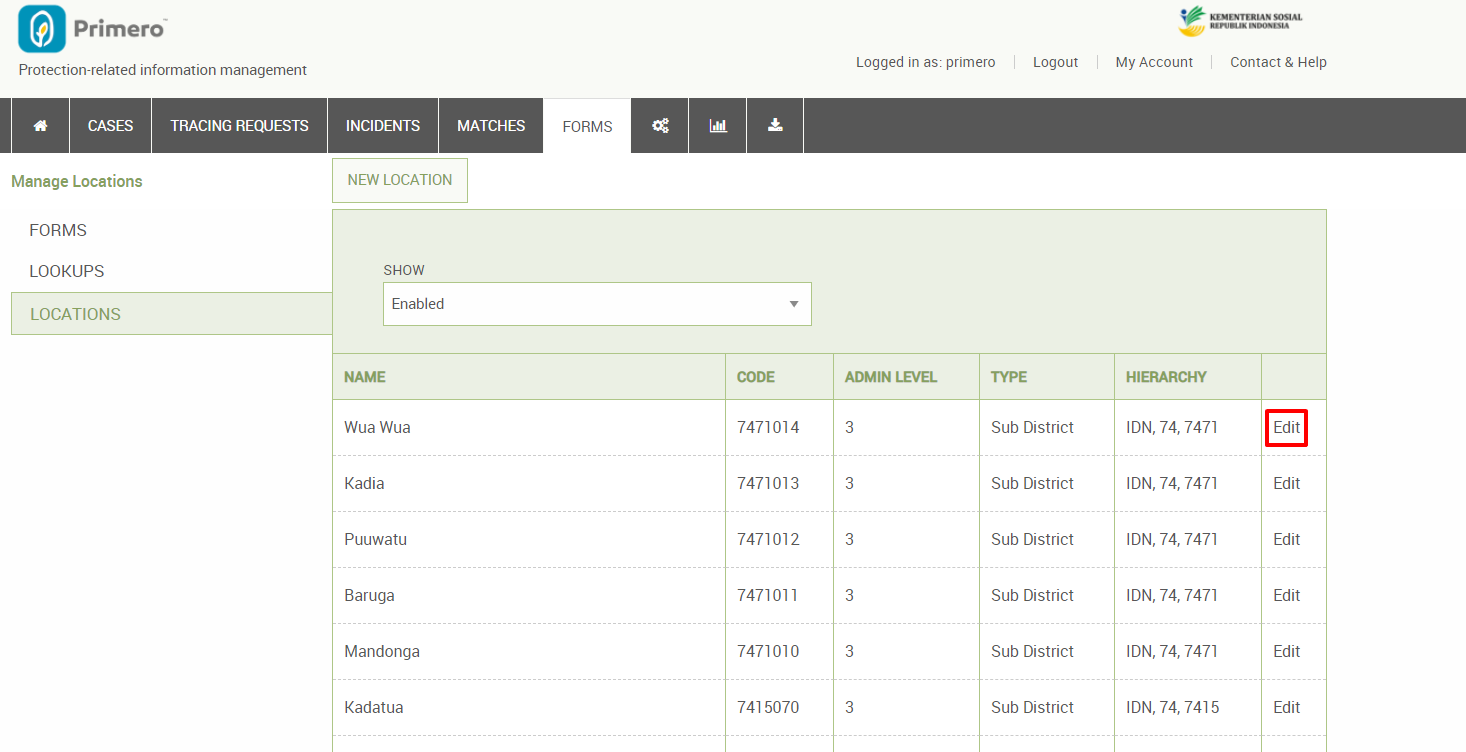 Primero™
KEMENTERIAN SOSIAL
REPUBLIK INDONESIA
Protection-related information management
Logged in as: primero
Logout
My Account
Contact & Help
CASES
TRACING REQUESTS
INCIDENTS
MATCHES
FORMS
Manage Locations
NEW LOCATION
FORMS
LOOKUPS
LOCATIONS
SHOW
Enabled
NAME CODE ADMIN LEVEL TYPE HIERARCHY
Wua Wua 7471014 3 Sub District IDN, 74, 7471 Edit
Kadia 7471013 3 Sub District IDN, 74, 7471 Edit
Puuwatu 7471012 3 Sub District IDN, 74, 7471 Edit
Baruga 7471011 3 Sub District IDN, 74, 7471 Edit
Mandonga 7471010 3 Sub District IDN, 74, 7471 Edit
Kadatua 7415070 3 Sub District IDN, 74, 7415 Edit